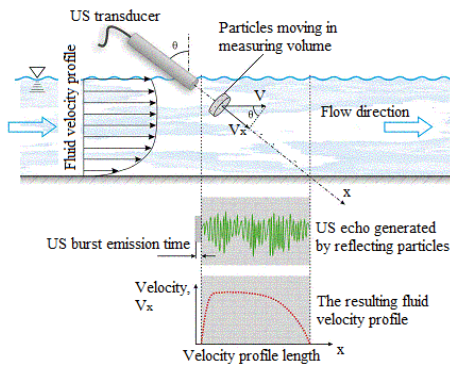 US transducer
θ
Particles moving in
measuring volume
Fluid velocity profile
V
θ
Vx
Flow direction
x
US burst emission time
US echo generated
by reflecting particles
Velocity,
Vx
The resulting fluid
velocity profile
Velocity profile length
x